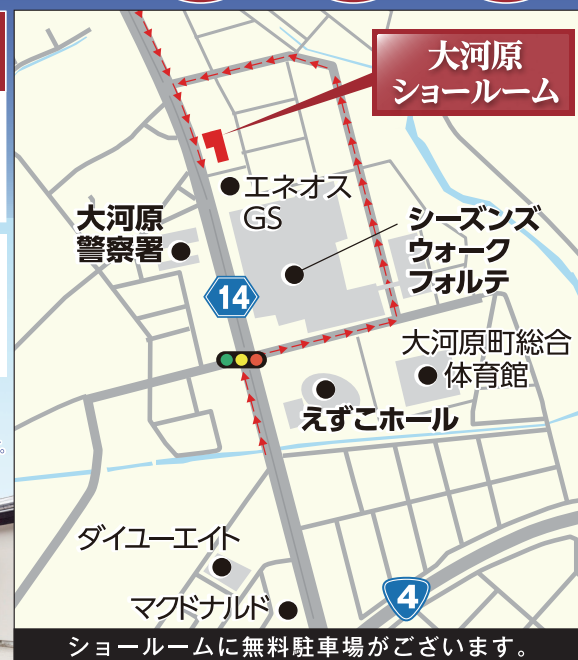 大河原
ショールーム
エネオス
GS
大河原
警察署
シーズンズ
ウォーク
フォルテ
14
大河原町総合
体育館
えずこホール
ダイユーエイト
マクドナルド
4
ショールームに無料駐車場がございます。
。